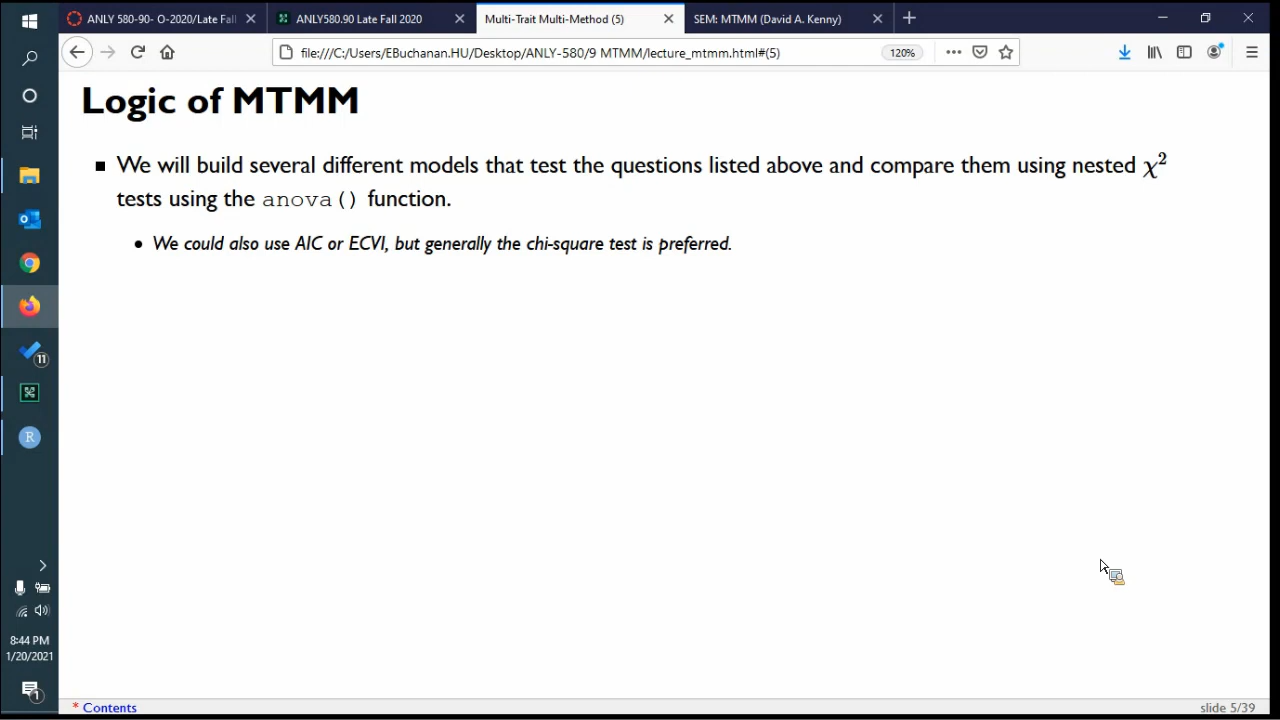 ANLY 580-90- O-2020/Late Fall
ANLY580.90 Late Fall 2020
Multi-Trait Multi-Method (5)
SEM: MTMM (David A. Kenny)
file:///C:/Users/EBuchanan.HU/Desktop/ANLY-580/9 MTMM/lecture_mtmm.html#(5)
120%
Logic of MTMM
We will build several different models that test the questions listed above and compare them using nested χ²
tests using the anova() function.
We could also use AIC or ECVI, but generally the chi-square test is preferred.
11
R
8:44 PM
1/20/2021
1
* Contents
slide 5/39